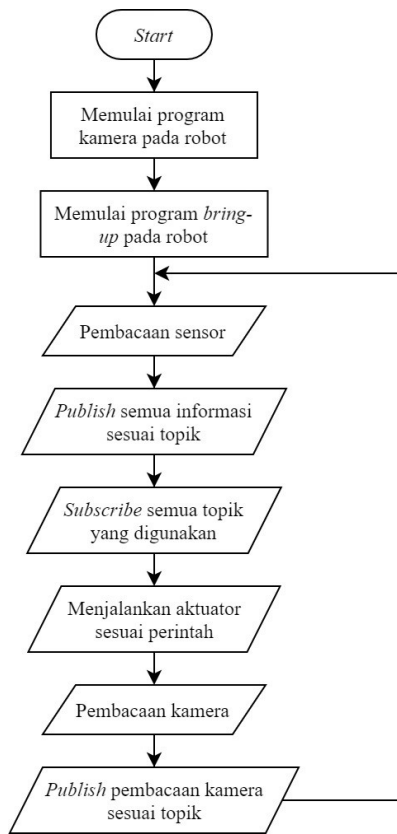 Start
Memulai program
kamera pada robot
Memulai program bring-
up pada robot
Pembacaan sensor
Publish semua informasi
sesuai topik
Subscribe semua topik
yang digunakan
Menjalankan aktuator
sesuai perintah
Pembacaan kamera
Publish pembacaan kamera
sesuai topik